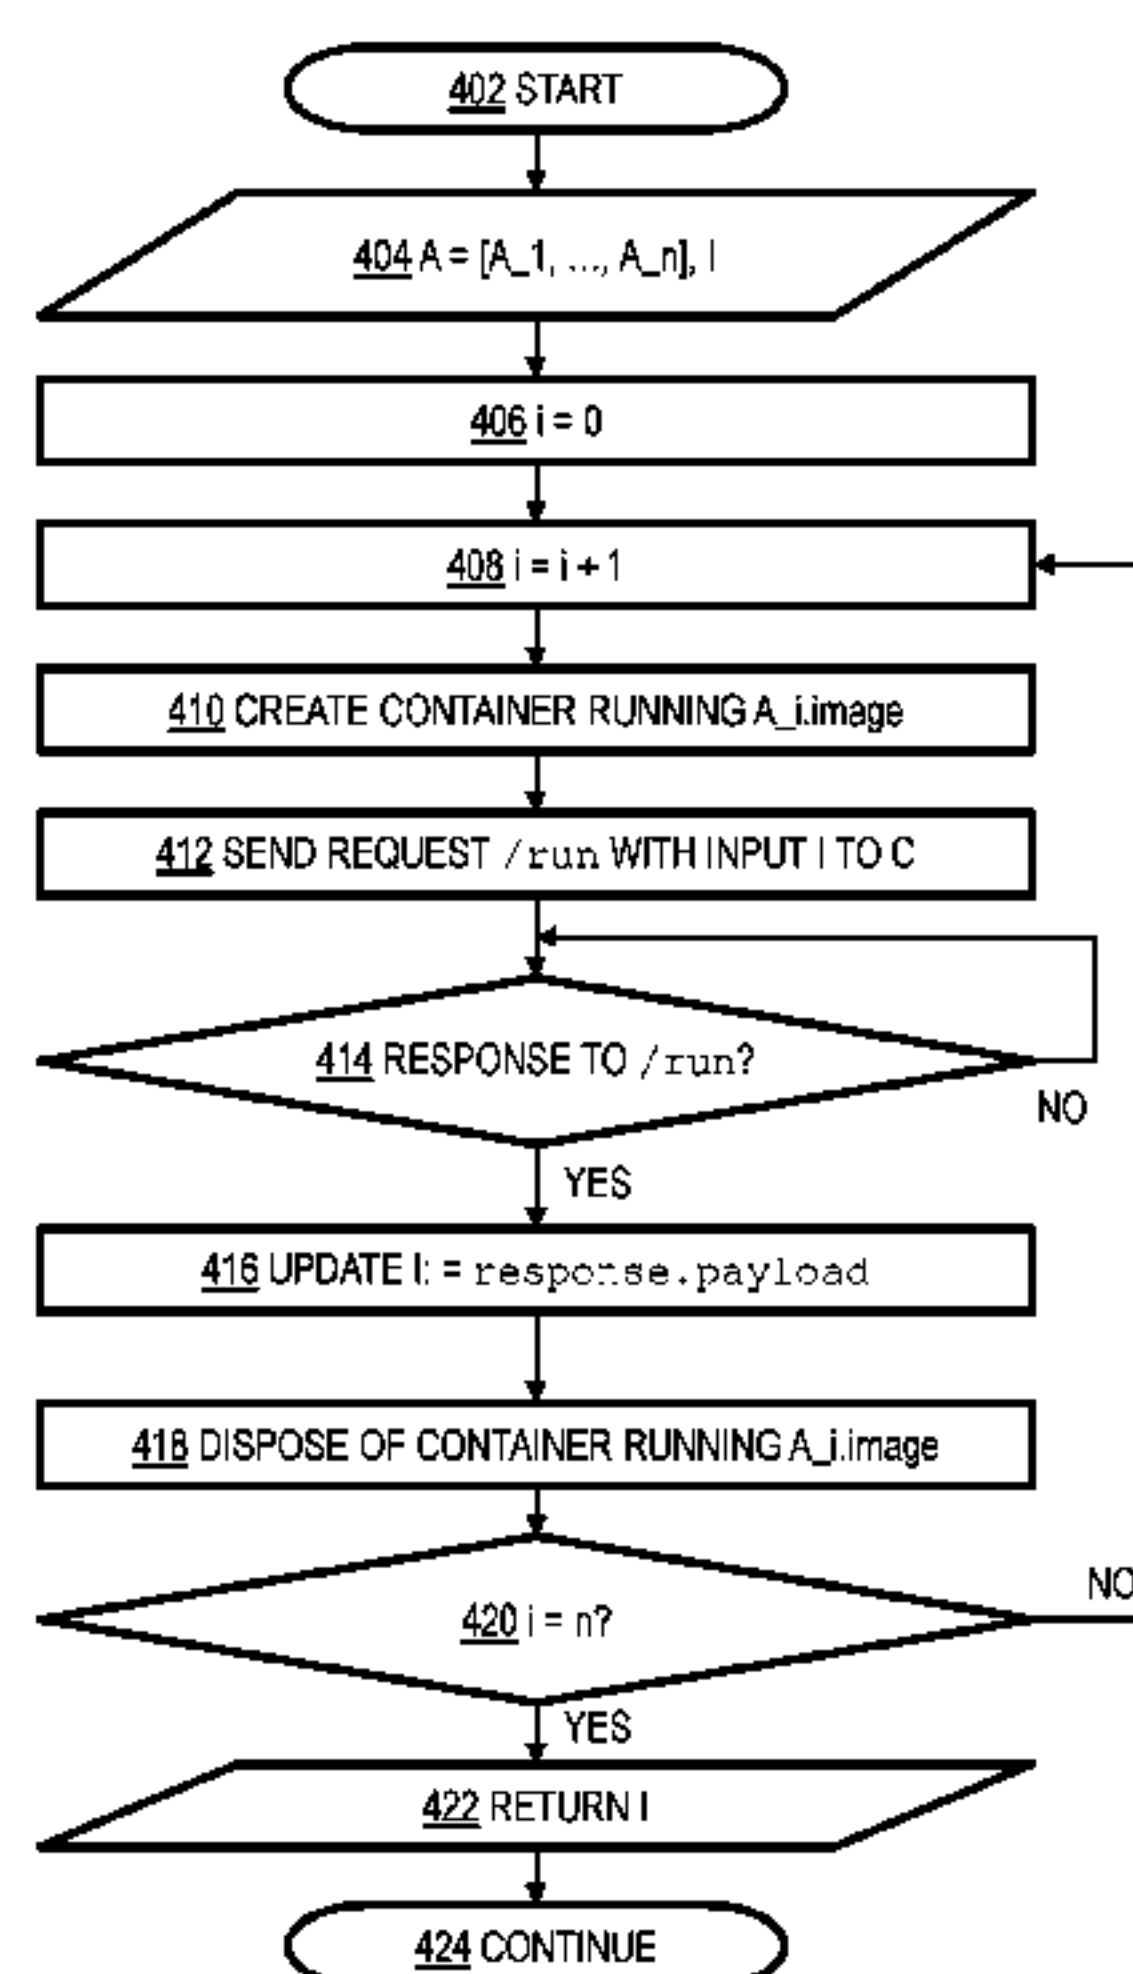 402 START
404 A = [A_1, ..., A_n], I
406 i = 0
408 i = i + 1
410 CREATE CONTAINER RUNNING A_i.image
412 SEND REQUEST /run WITH INPUT I TO C
414 RESPONSE TO /run?
NO
YES
416 UPDATE I: = response.payload
418 DISPOSE OF CONTAINER RUNNING A_i.image
NO
420 i = n?
YES
422 RETURN I
424 CONTINUE